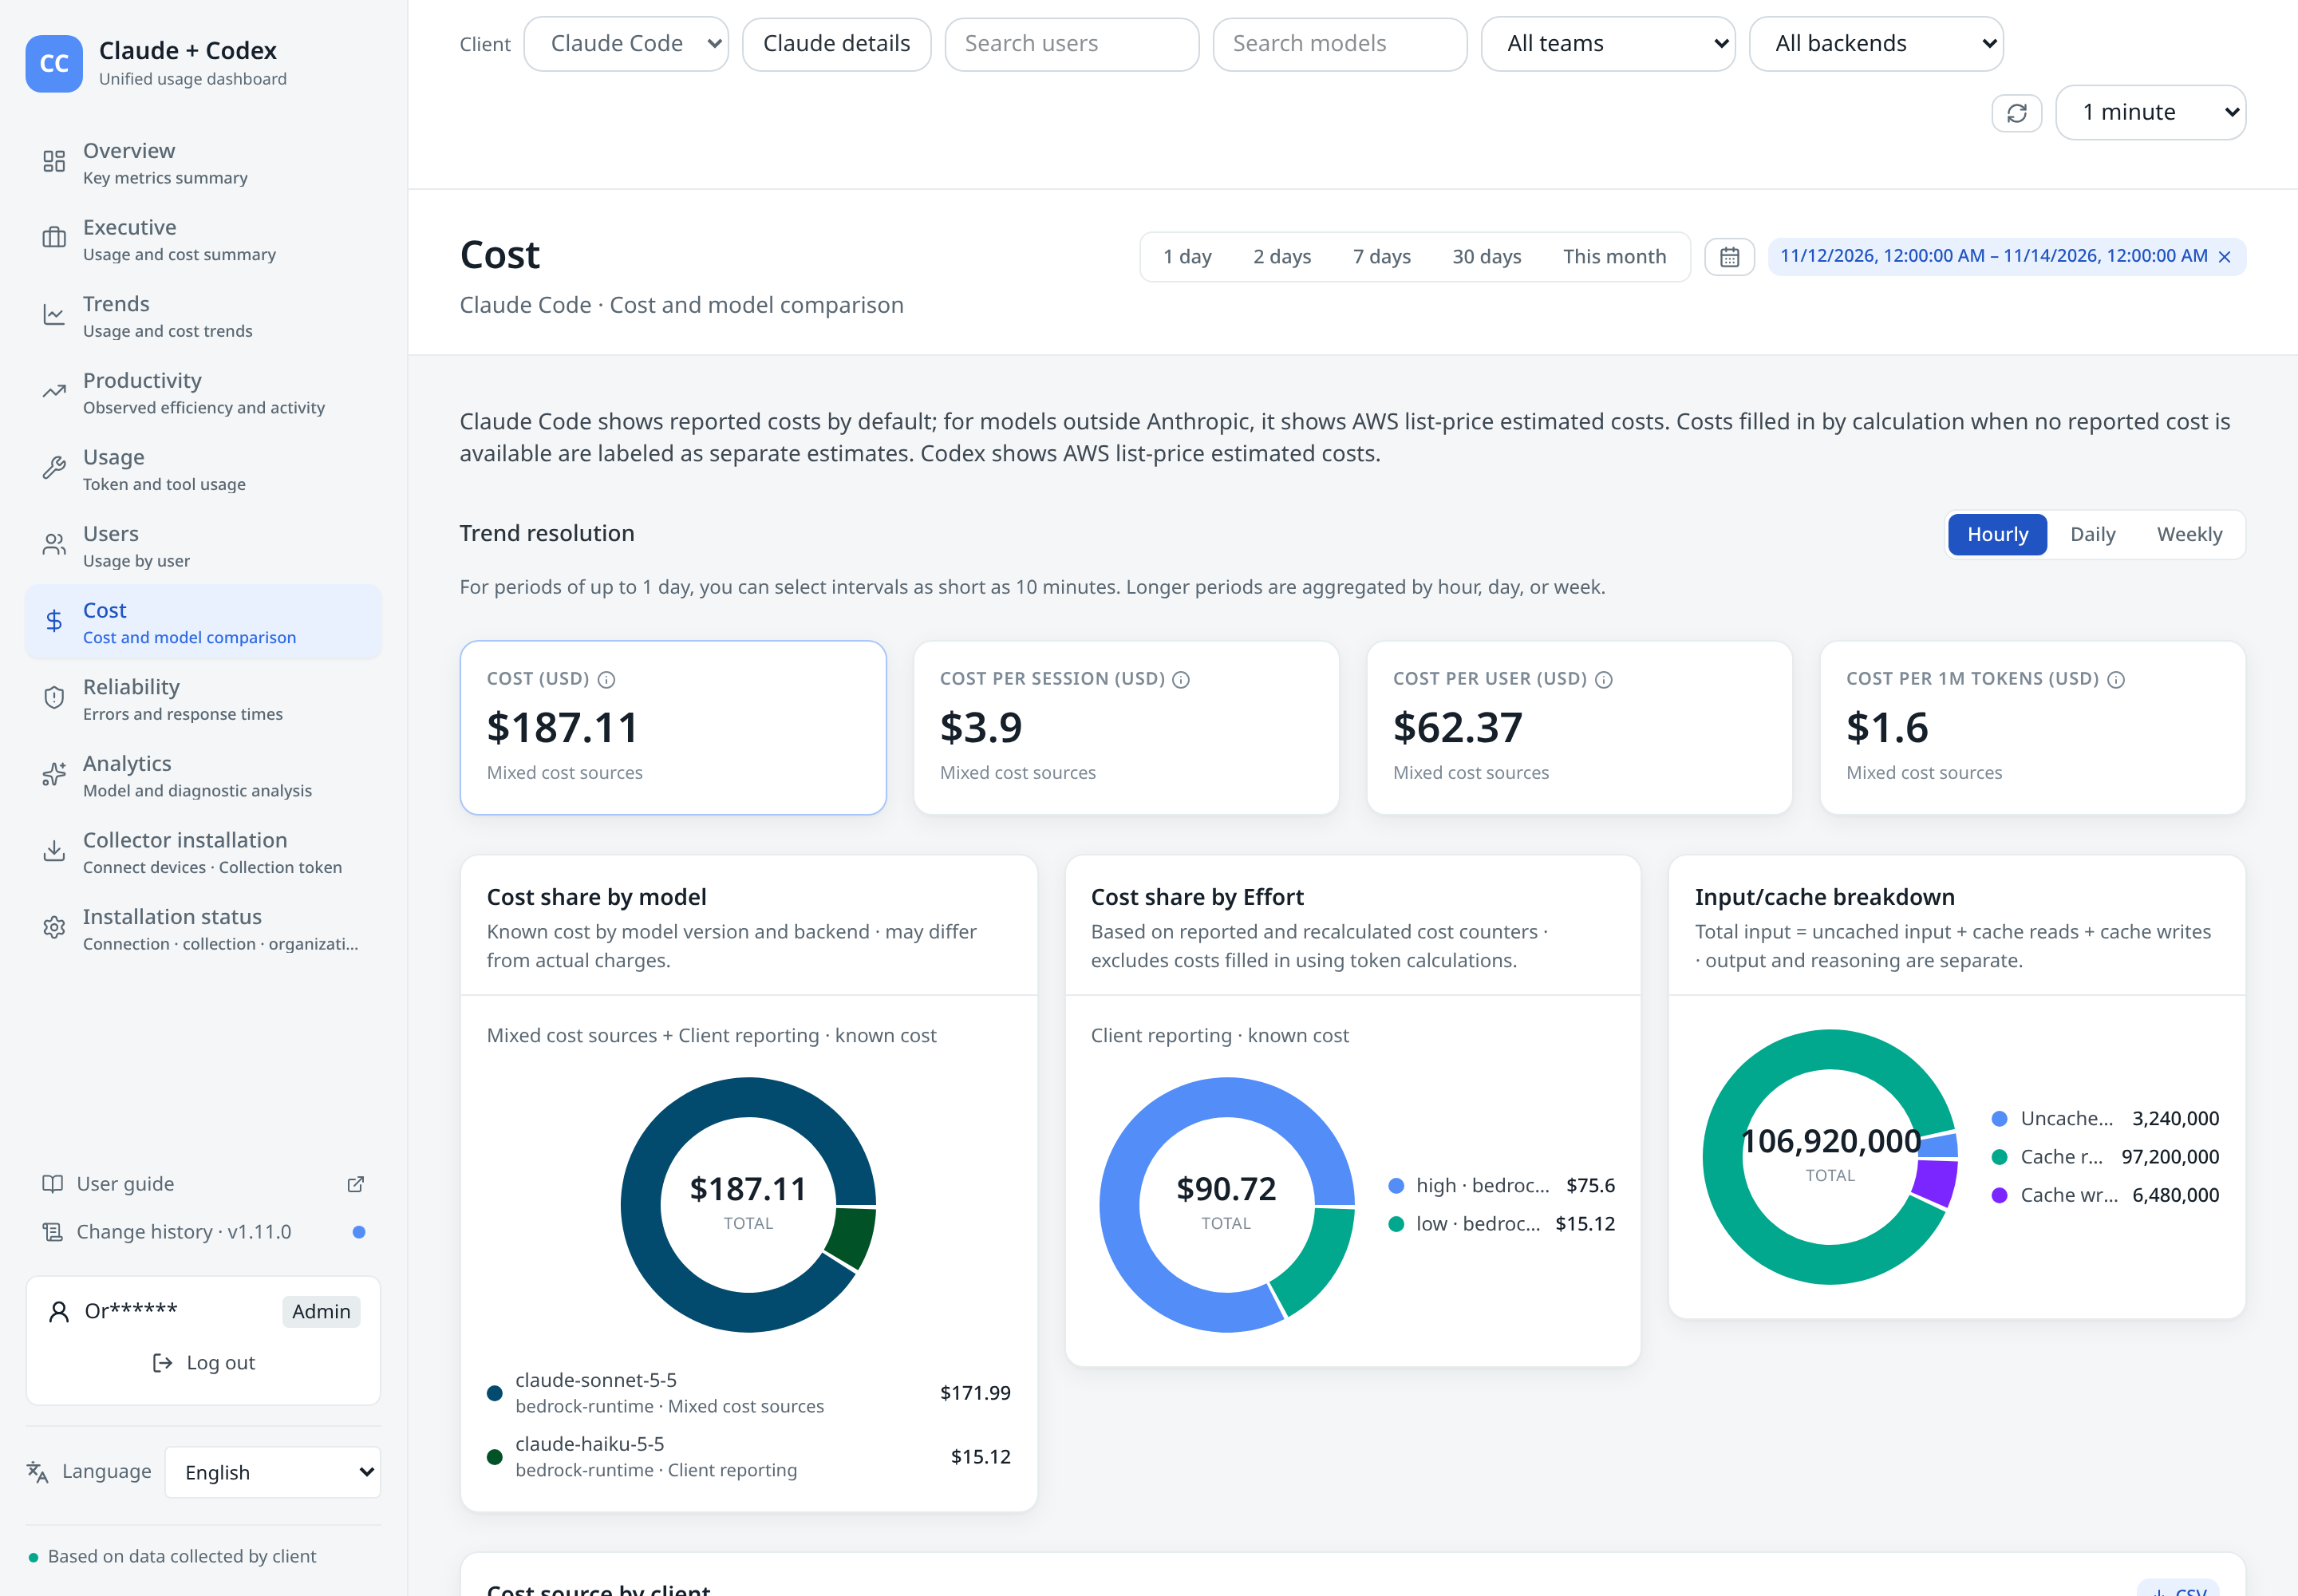 CC
Claude + Codex
Unified usage dashboard
Overview
Key metrics summary
Executive
Usage and cost summary
Trends
Usage and cost trends
Productivity
Observed efficiency and activity
Usage
Token and tool usage
Users
Usage by user
Cost
Cost and model comparison
Reliability
Errors and response times
Analytics
Model and diagnostic analysis
Collector installation
Connect devices · Collection token
Installation status
Connection · collection · organizati...
User guide
Change history · v1.11.0
Or****** Admin
Log out
Language English
Based on data collected by client
Client Claude Code Claude details Search users Search models All teams All backends
1 minute
Cost
Claude Code · Cost and model comparison
1 day 2 days 7 days 30 days This month 11/12/2026, 12:00:00 AM – 11/14/2026, 12:00:00 AM
Claude Code shows reported costs by default; for models outside Anthropic, it shows AWS list-price estimated costs. Costs filled in by calculation when no reported cost is
available are labeled as separate estimates. Codex shows AWS list-price estimated costs.
Trend resolution
Hourly Daily Weekly
For periods of up to 1 day, you can select intervals as short as 10 minutes. Longer periods are aggregated by hour, day, or week.
COST (USD)
$187.11
Mixed cost sources
COST PER SESSION (USD)
$3.9
Mixed cost sources
COST PER USER (USD)
$62.37
Mixed cost sources
COST PER 1M TOKENS (USD)
$1.6
Mixed cost sources
Cost share by model
Known cost by model version and backend · may differ
from actual charges.
Mixed cost sources + Client reporting · known cost
$187.11
TOTAL
claude-sonnet-5-5
bedrock-runtime · Mixed cost sources
$171.99
claude-haiku-5-5
bedrock-runtime · Client reporting
$15.12
Cost share by Effort
Based on reported and recalculated cost counters ·
excludes costs filled in using token calculations.
Client reporting · known cost
$90.72
TOTAL
high · bedroc... $75.6
low · bedroc... $15.12
Input/cache breakdown
Total input = uncached input + cache reads + cache writes
· output and reasoning are separate.
106,920,000
TOTAL
Uncache... 3,240,000
Cache r... 97,200,000
Cache wr... 6,480,000
Cost source by client
CSV